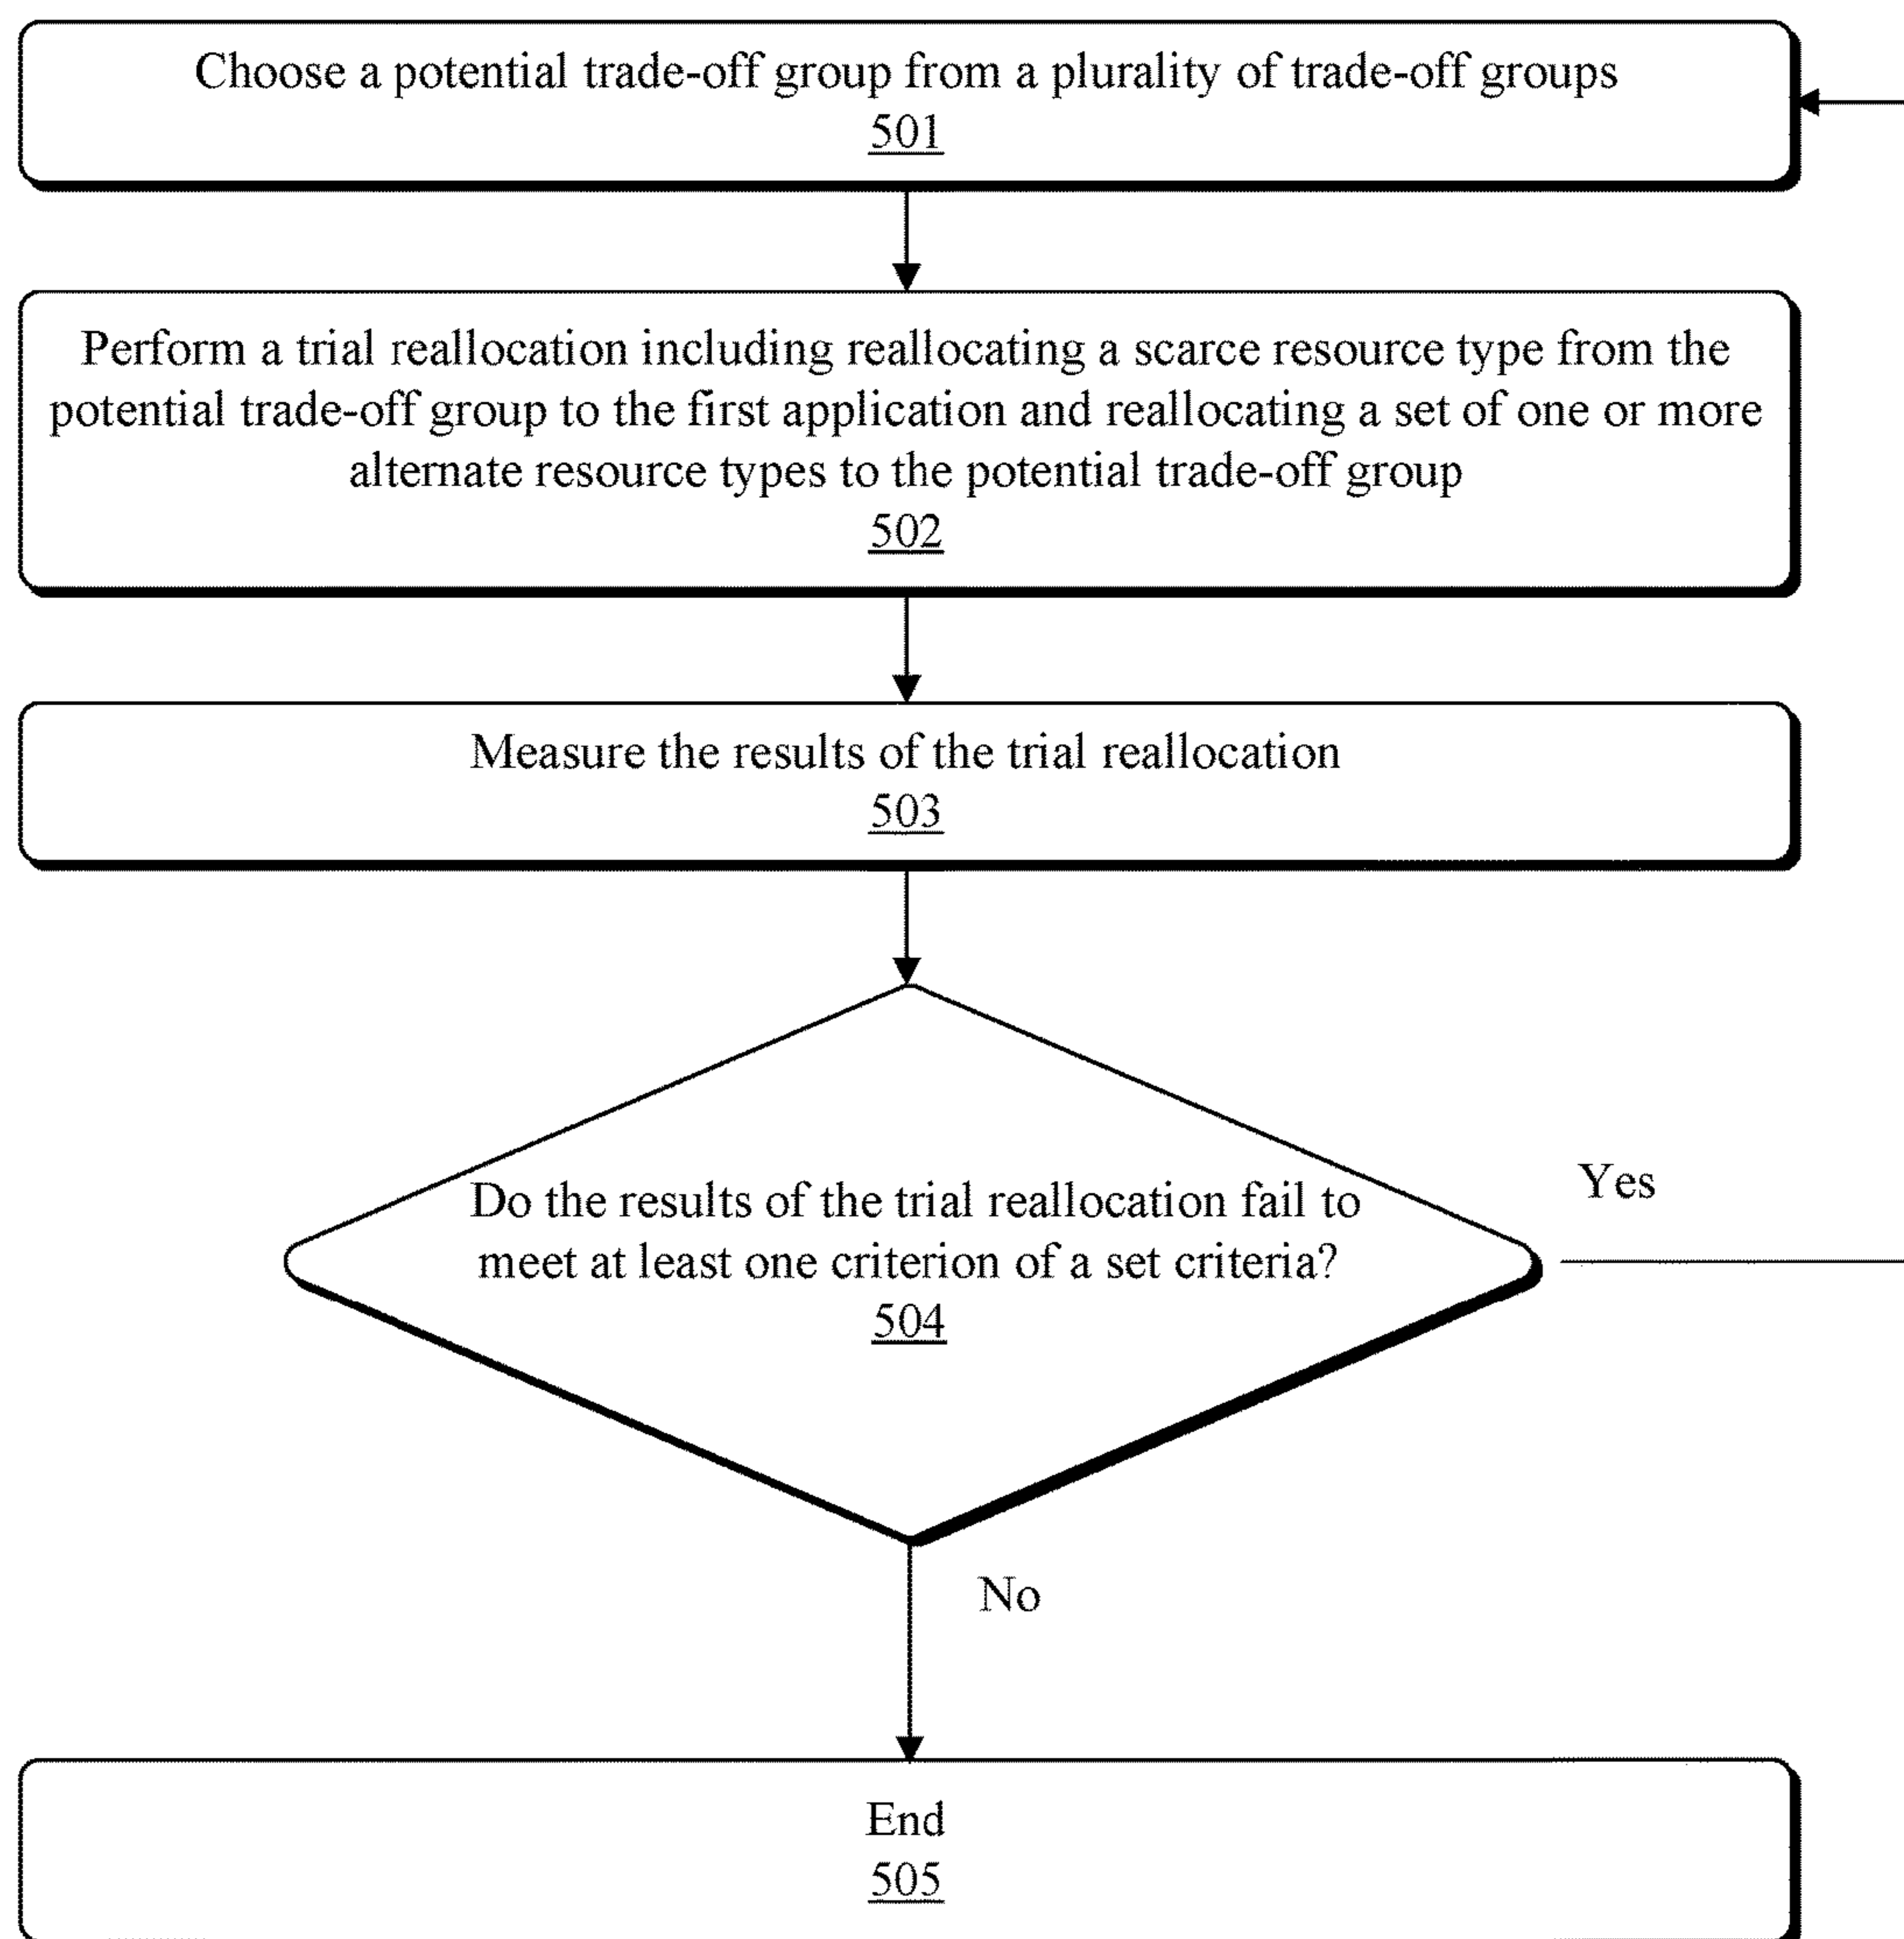 Choose a potential trade-off group from a plurality of trade-off groups
501
Perform a trial reallocation including reallocating a scarce resource type from the
potential trade-off group to the first application and reallocating a set of one or more
alternate resource types to the potential trade-off group
502
Measure the results of the trial reallocation
503
Do the results of the trial reallocation fail to
meet at least one criterion of a set criteria?
504
Yes
No
End
505